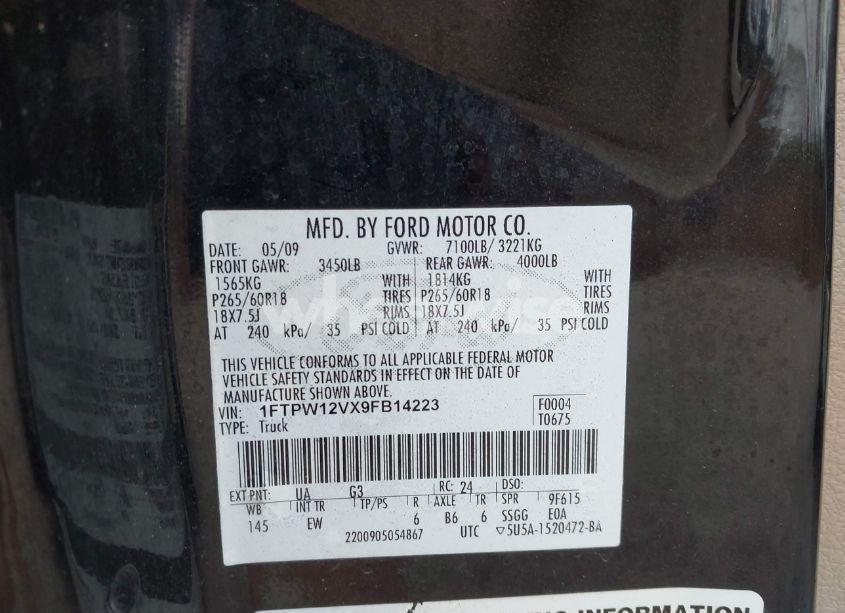 MFD. BY FORD MOTOR CO.
DATE: 05/09 GVWR: 7100LB/ 3221KG
FRONT GAWR: 3450LB REAR GAWR: 4000LB
1565KG WITH 1814KG WITH
P265/60R18 TIRES P265/60R18 TIRES
18X7.5J RIMS 18X7.5J RIMS
AT 240 kPa/ 35 PSI COLD AT 240 kPa/ 35 PSI COLD
THIS VEHICLE CONFORMS TO ALL APPLICABLE FEDERAL MOTOR
VEHICLE SAFETY STANDARDS IN EFFECT ON THE DATE OF
MANUFACTURE SHOWN ABOVE.
VIN: 1FTPW12VX9FB14223 F0004
TYPE: Truck T0675
EXT PNT: UA G3 RC: 24 DSO:
WB INT TR TP/PS R AXLE TR SPR 9F615
145 EW 6 B6 6 SSGG E0A
2200905054867 UTC ▽5U5A-1520472-BA
INFORMATION